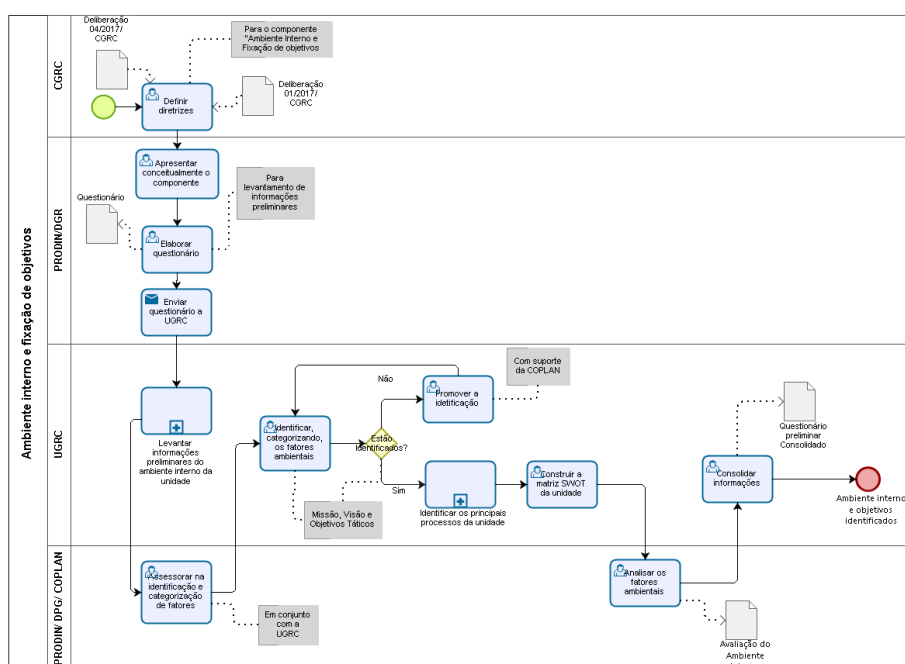 Ambiente interno e fixação de objetivos
CGRC
Deliberação
04/2017/
CGRC
Para o componente
"Ambiente Interno e
Fixação de objetivos
Definir
diretrizes
Deliberação
01/2017/
CGRC
PRODIN/DGR
Apresentar
conceitualmente o
componente
Para
levantamento de
informações
preliminares
Questionário
Elaborar
questionário
Enviar
questionário a
UGRC
UGRC
Levantar
informações
preliminares do
ambiente interno da
unidade
Identificar,
categorizando,
os fatores
ambientais
Estão
identificados?
Não
Sim
Promover a
idetificação
Com suporte
da COPLAN
Missão, Visão e
Objetivos Táticos
Identificar os principais
processos da unidade
Construir a
matriz SWOT
da unidade
Questionário
preliminar
Consolidado
Consolidar
informações
Ambiente interno
e objetivos
identificados
PRODIN/ DPG/ COPLAN
Assessorar na
identificação e
categorização
de fatores
Em conjunto
com a
UGRC
Analisar os
fatores
ambientais
Avaliação do
Ambiente